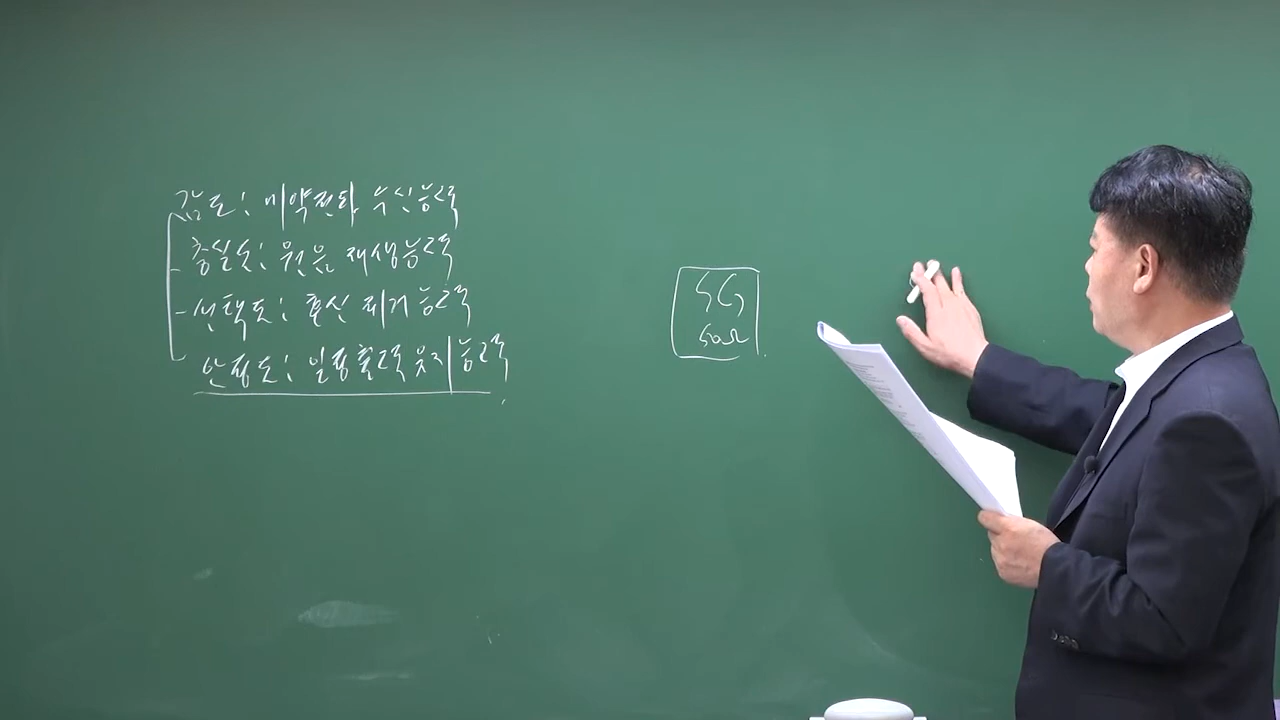 감도: 미약전파 수신능력
- 충실도: 원음 재생능력
- 선택도: 혼신 제거 능력
안정도: 일정출력 유지 능력
SG
50Ω